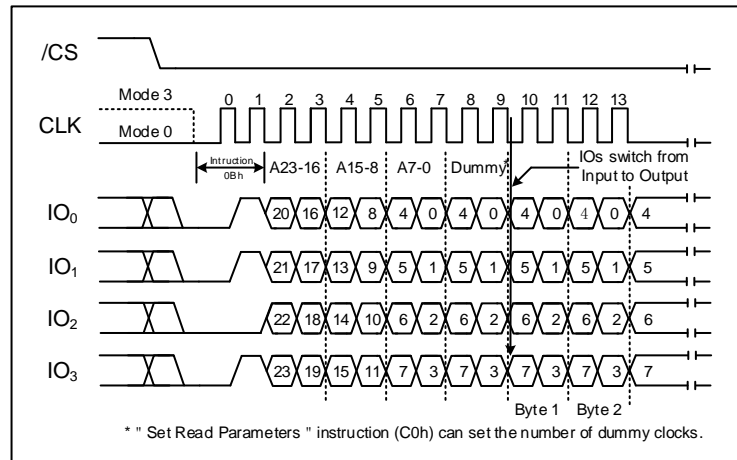 /CS
Mode 3
0 1 2 3 4 5 6 7 8 9 10 11 12 13
CLK
Mode 0
Intruction
0Bh
A23-16 A15-8 A7-0 Dummy*
IOs switch from
Input to Output
IO0 20 16 12 8 4 0 4 0 4 0 4 0 4
IO1 21 17 13 9 5 1 5 1 5 1 5 1 5
IO2 22 18 14 10 6 2 6 2 6 2 6 2 6
IO3 23 19 15 11 7 3 7 3 7 3 7 3 7
Byte 1 Byte 2
* " Set Read Parameters " instruction (C0h) can set the number of dummy clocks.